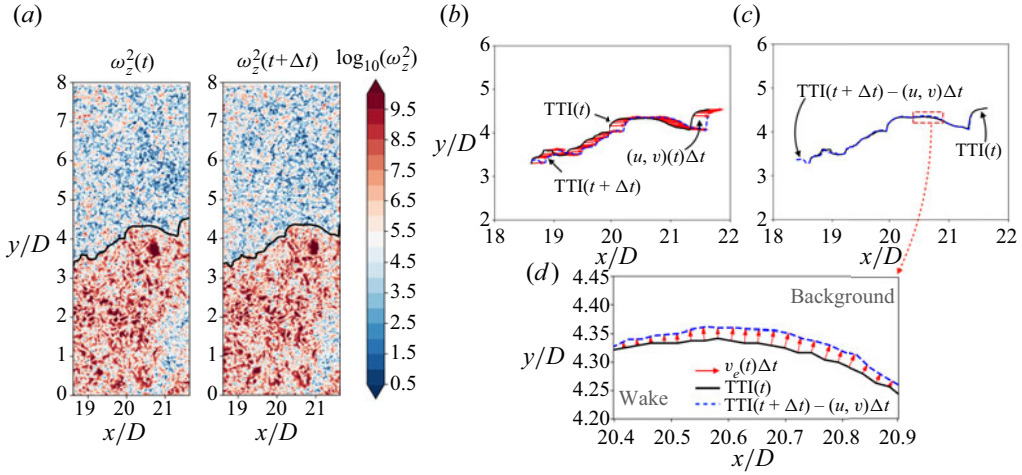 (a)
ω_z^2(t)
ω_z^2(t+Δt)
log10(ω_z^2)
8
7
6
5
4
3
2
1
0
y/D
19 20 21
19 20 21
x/D
x/D
9.5
8.5
7.5
6.5
5.5
4.5
3.5
2.5
1.5
0.5
(b)
6
5
4
3
2
y/D
TTI(t)
(u, v)(t)Δt
TTI(t + Δt)
18 19 20 21 22
x/D
(c)
6
5
4
3
2
TTI(t + Δt) – (u, v)Δt
TTI(t)
18 19 20 21 22
x/D
(d)
4.45
4.40
4.35
4.30
4.25
4.20
y/D
Background
Wake
v_e(t)Δt
TTI(t)
TTI(t + Δt) – (u, v)Δt
20.4 20.5 20.6 20.7 20.8 20.9
x/D